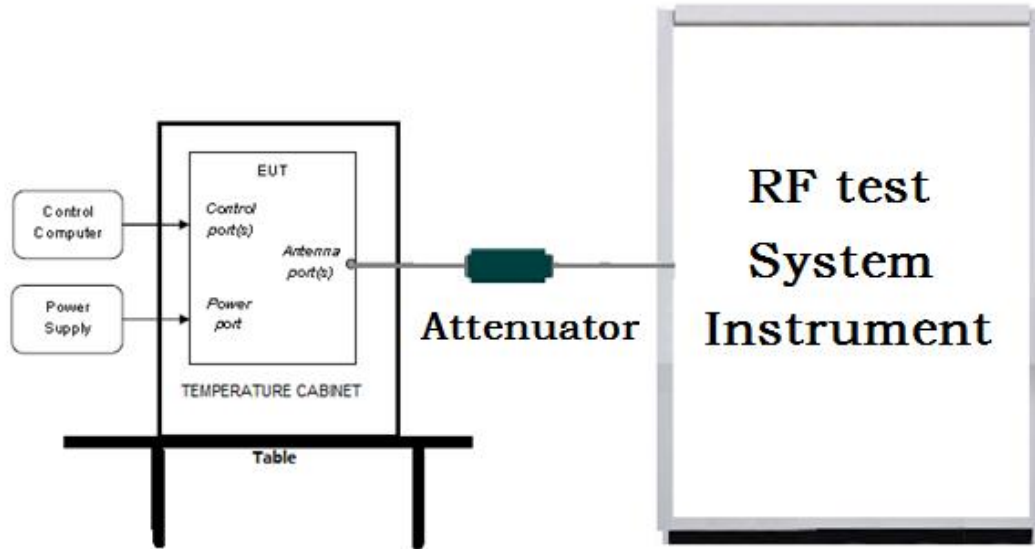 Control
Computer
Power
Supply
EUT
Control
port(s)
Antenna
port(s)
Power
port
TEMPERATURE CABINET
Table
Attenuator
RF test
System
Instrument